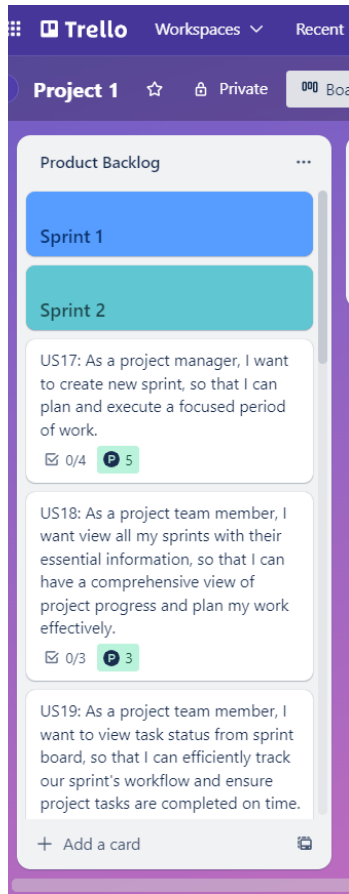 Trello Workspaces Recent
Project 1 Private Boa
Product Backlog
Sprint 1
Sprint 2
US17: As a project manager, I want
to create new sprint, so that I can
plan and execute a focused period
of work.
0/4 P 5
US18: As a project team member, I
want view all my sprints with their
essential information, so that I can
have a comprehensive view of
project progress and plan my work
effectively.
0/3 P 3
US19: As a project team member, I
want to view task status from sprint
board, so that I can efficiently track
our sprint's workflow and ensure
project tasks are completed on time.
+ Add a card